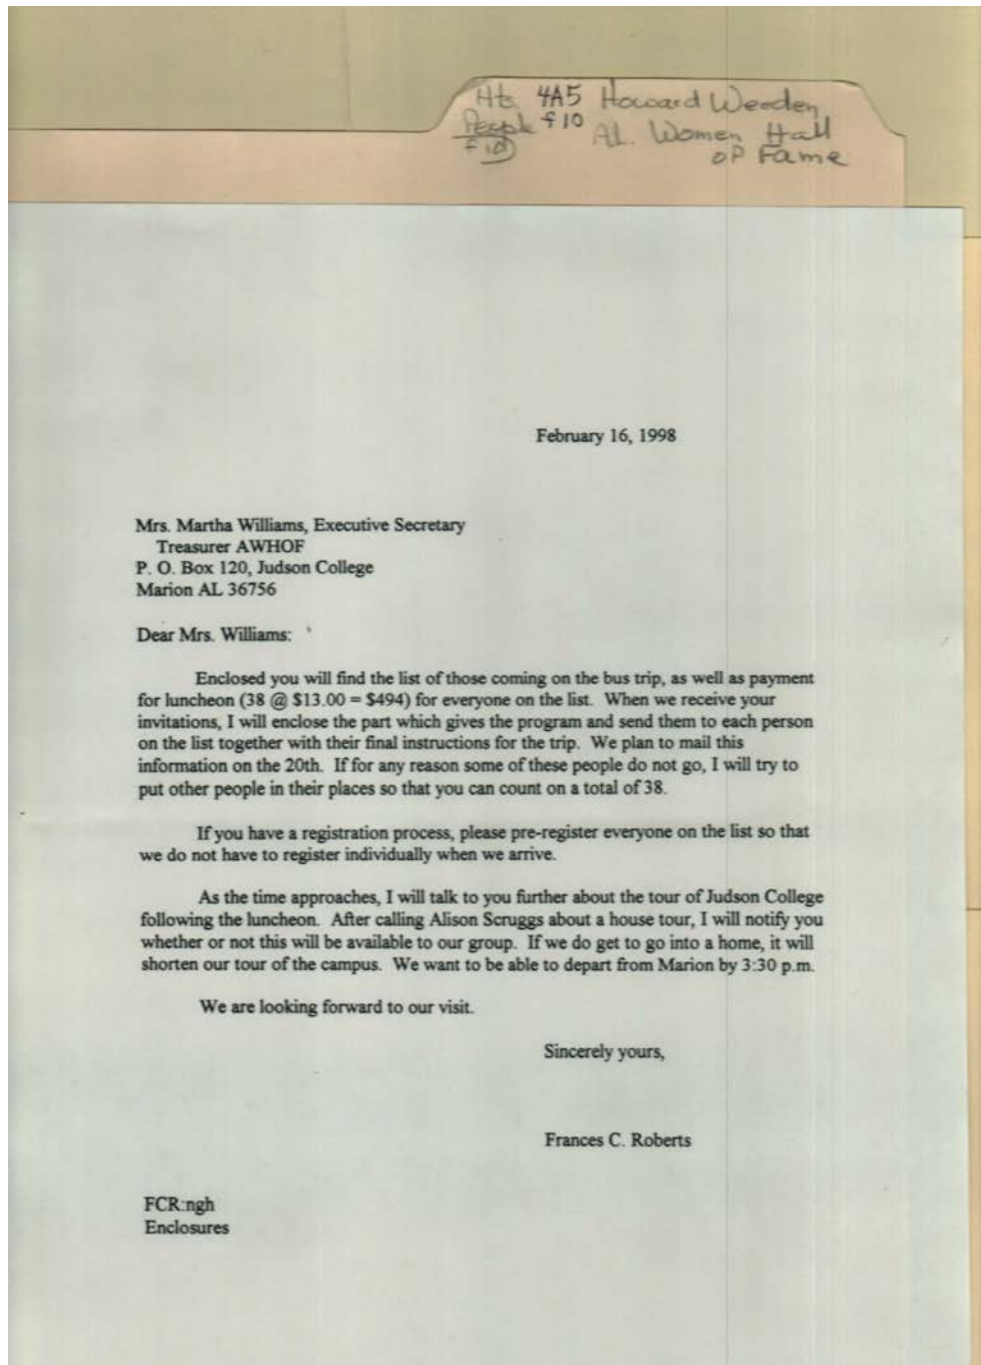 Hts. 4A5 Howard Weeden
People f10 AL. Women Hall
f10 of Fame
February 16, 1998
Mrs. Martha Williams, Executive Secretary
Treasurer AWHOF
P. O. Box 120, Judson College
Marion AL 36756
Dear Mrs. Williams:
Enclosed you will find the list of those coming on the bus trip, as well as payment
for luncheon (38 @ $13.00 = $494) for everyone on the list. When we receive your
invitations, I will enclose the part which gives the program and send them to each person
on the list together with their final instructions for the trip. We plan to mail this
information on the 20th. If for any reason some of these people do not go, I will try to
put other people in their places so that you can count on a total of 38.
If you have a registration process, please pre-register everyone on the list so that
we do not have to register individually when we arrive.
As the time approaches, I will talk to you further about the tour of Judson College
following the luncheon. After calling Alison Scruggs about a house tour, I will notify you
whether or not this will be available to our group. If we do get to go into a home, it will
shorten our tour of the campus. We want to be able to depart from Marion by 3:30 p.m.
We are looking forward to our visit.
Sincerely yours,
Frances C. Roberts
FCR:ngh
Enclosures